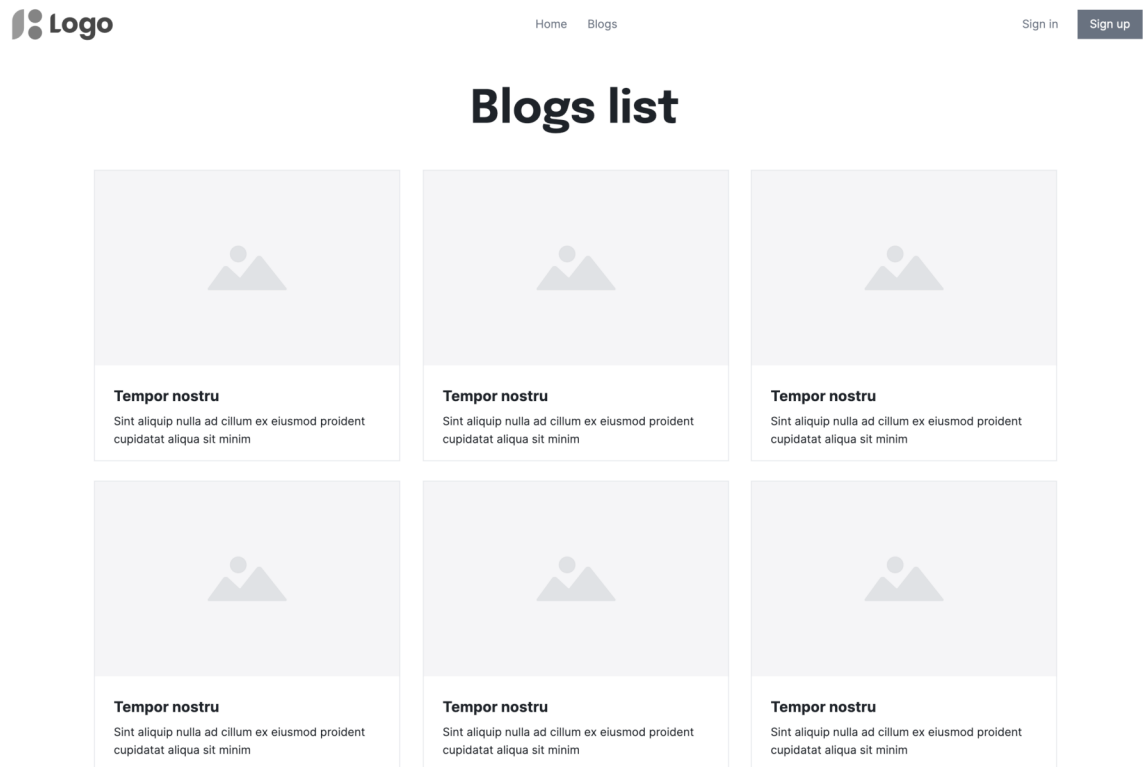 Logo
Home
Blogs
Sign in
Sign up
Blogs list
Tempor nostru
Sint aliquip nulla ad cillum ex eiusmod proident
cupidatat aliqua sit minim
Tempor nostru
Sint aliquip nulla ad cillum ex eiusmod proident
cupidatat aliqua sit minim
Tempor nostru
Sint aliquip nulla ad cillum ex eiusmod proident
cupidatat aliqua sit minim
Tempor nostru
Sint aliquip nulla ad cillum ex eiusmod proident
cupidatat aliqua sit minim
Tempor nostru
Sint aliquip nulla ad cillum ex eiusmod proident
cupidatat aliqua sit minim
Tempor nostru
Sint aliquip nulla ad cillum ex eiusmod proident
cupidatat aliqua sit minim